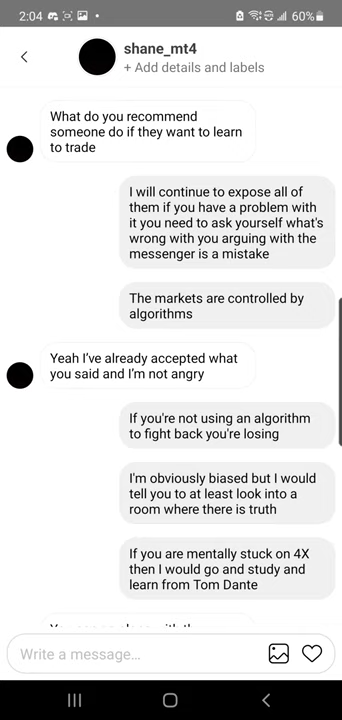 2:04
60%
shane_mt4
+ Add details and labels
What do you recommend
someone do if they want to learn
to trade
I will continue to expose all of
them if you have a problem with
it you need to ask yourself what's
wrong with you arguing with the
messenger is a mistake
The markets are controlled by
algorithms
Yeah I've already accepted what
you said and I'm not angry
If you're not using an algorithm
to fight back you're losing
I'm obviously biased but I would
tell you to at least look into a
room where there is truth
If you are mentally stuck on 4X
then I would go and study and
learn from Tom Dante
Write a message...